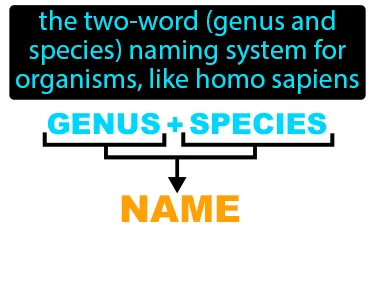 the two-word (genus and
species) naming system for
organisms, like homo sapiens
GENUS + SPECIES
NAME